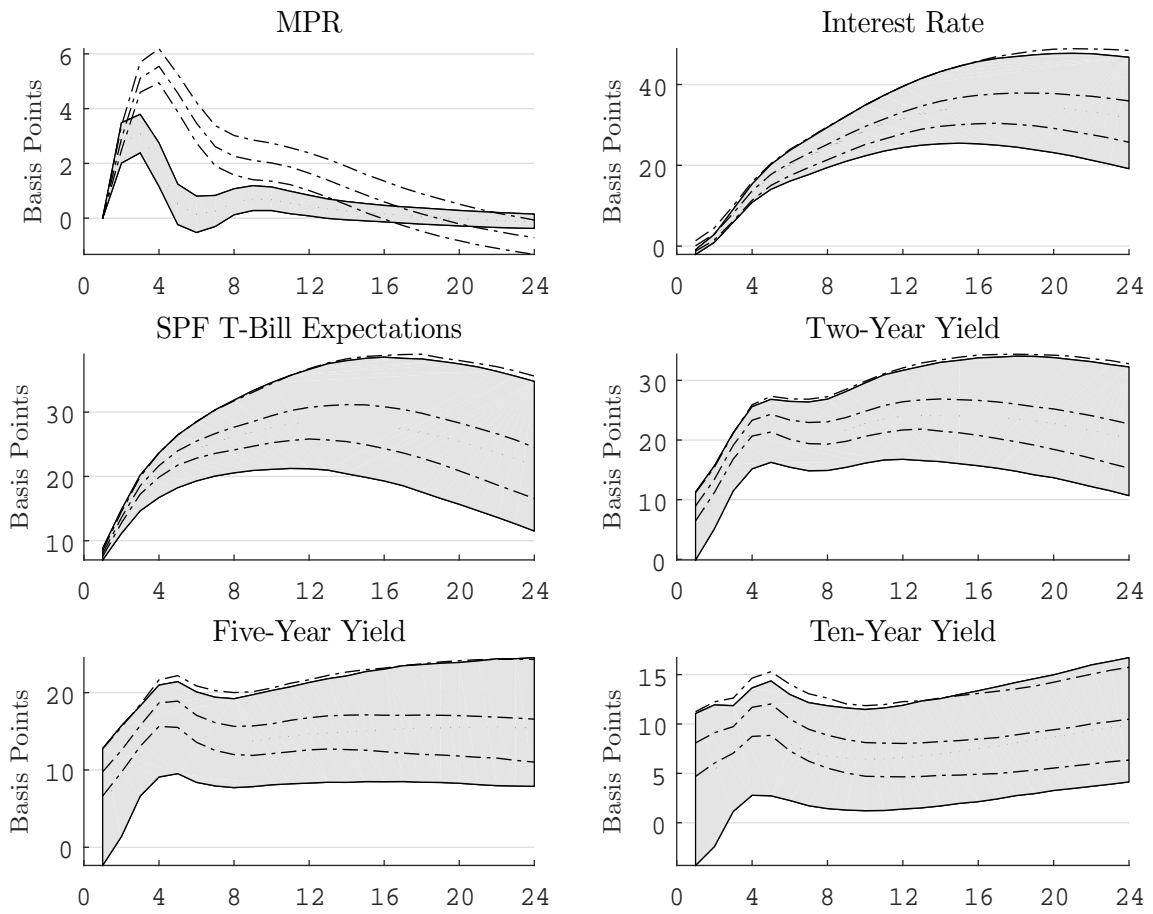 MPR
Basis Points
6
4
2
0
0 4 8 12 16 20 24
Interest Rate
Basis Points
40
20
0
0 4 8 12 16 20 24
SPF T-Bill Expectations
Basis Points
30
20
10
0 4 8 12 16 20 24
Two-Year Yield
Basis Points
30
20
10
0
0 4 8 12 16 20 24
Five-Year Yield
Basis Points
20
10
0
0 4 8 12 16 20 24
Ten-Year Yield
Basis Points
15
10
5
0
0 4 8 12 16 20 24